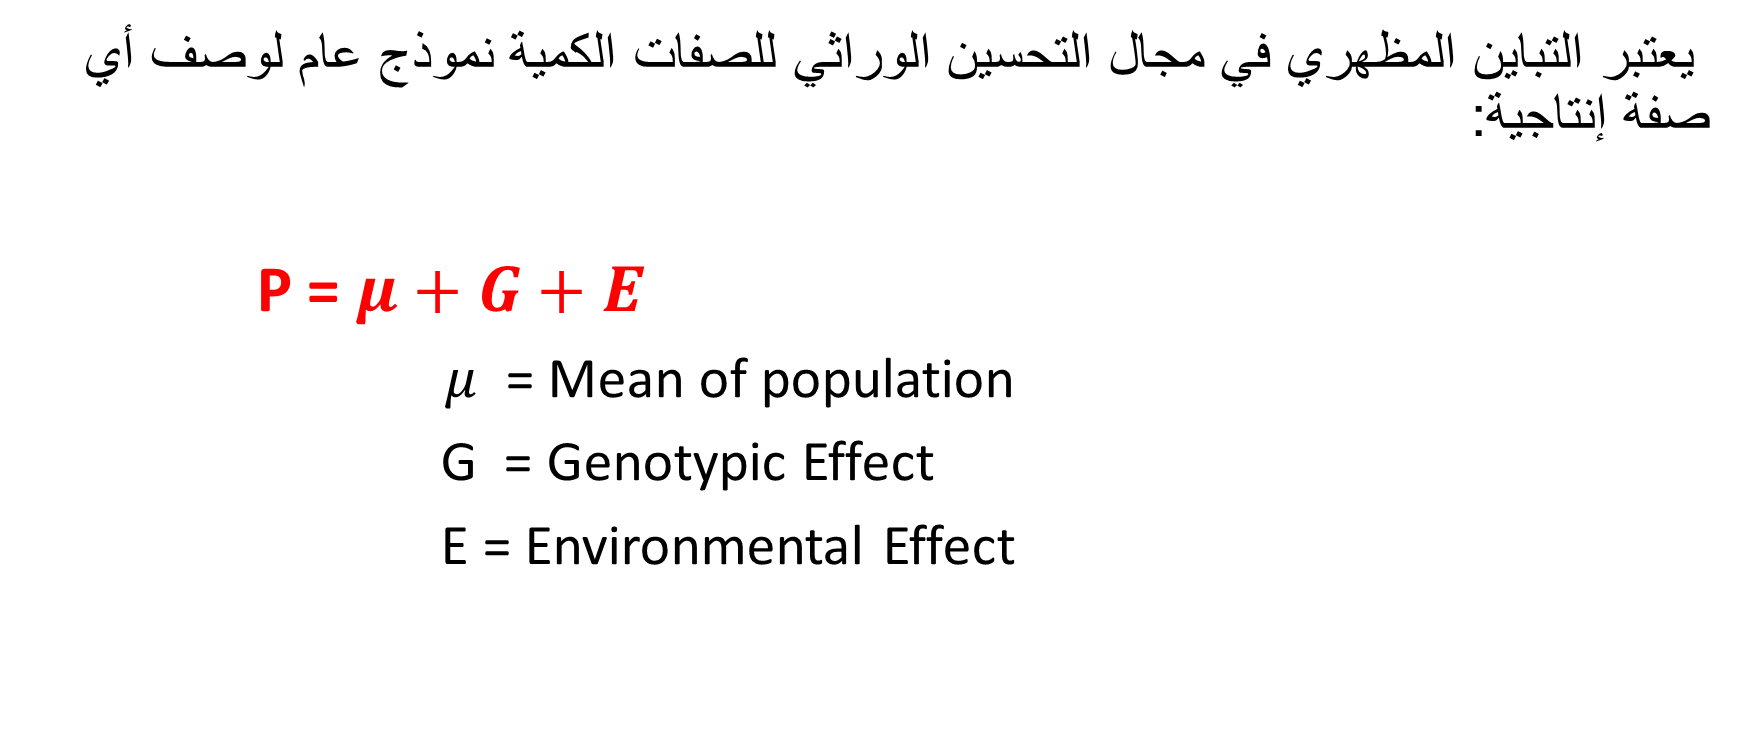 يعتبر التباين المظهري في مجال التحسين الوراثي للصفات الكمية نموذج عام لوصف أي
صفة إنتاجية:
P = μ + G + E
μ = Mean of population
G = Genotypic Effect
E = Environmental Effect